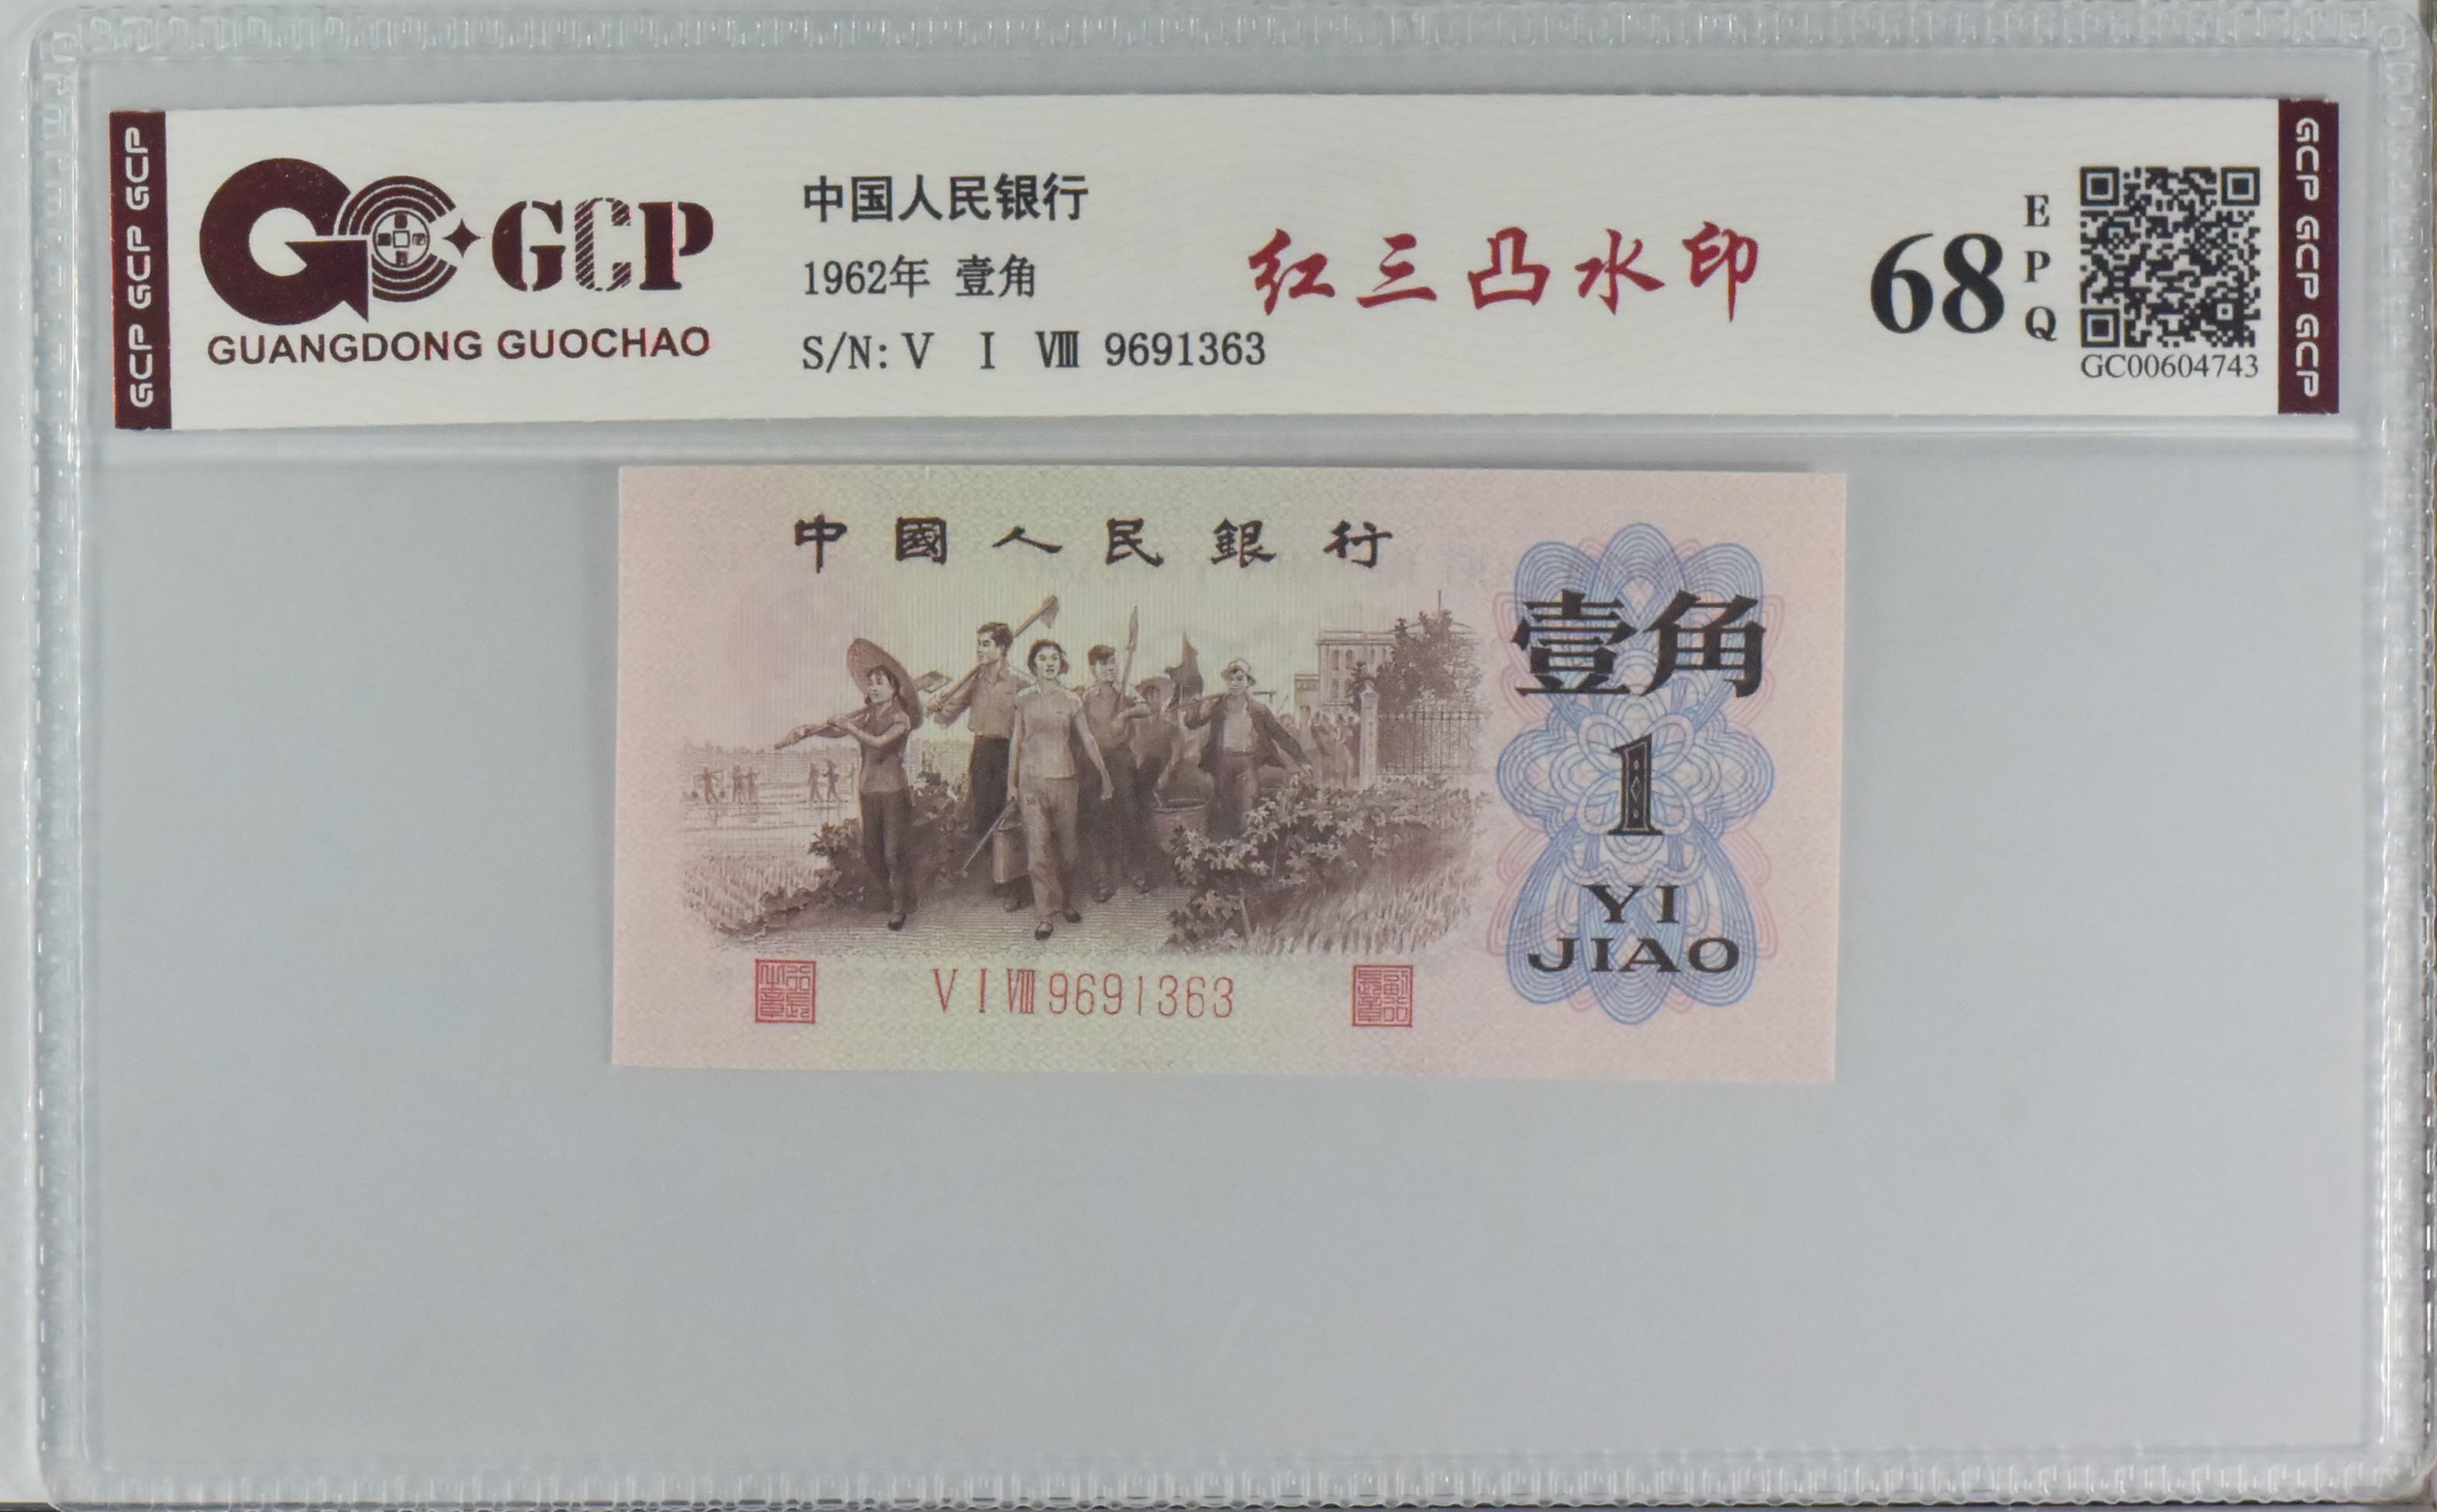 GCP GCP GCP
GCP
GUANGDONG GUOCHAO
中国人民银行
1962年 壹角
S/N: V I Ⅷ 9691363
红三凸水印
68
EPQ
GC00604743
GCP GCP GCP
中國人民銀行
壹角
1
YI
JIAO
V I Ⅷ 9691363